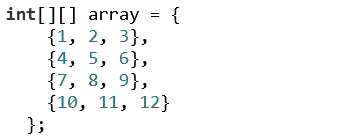 int[][] array = {
    {1, 2, 3},
    {4, 5, 6},
    {7, 8, 9},
    {10, 11, 12}
  };